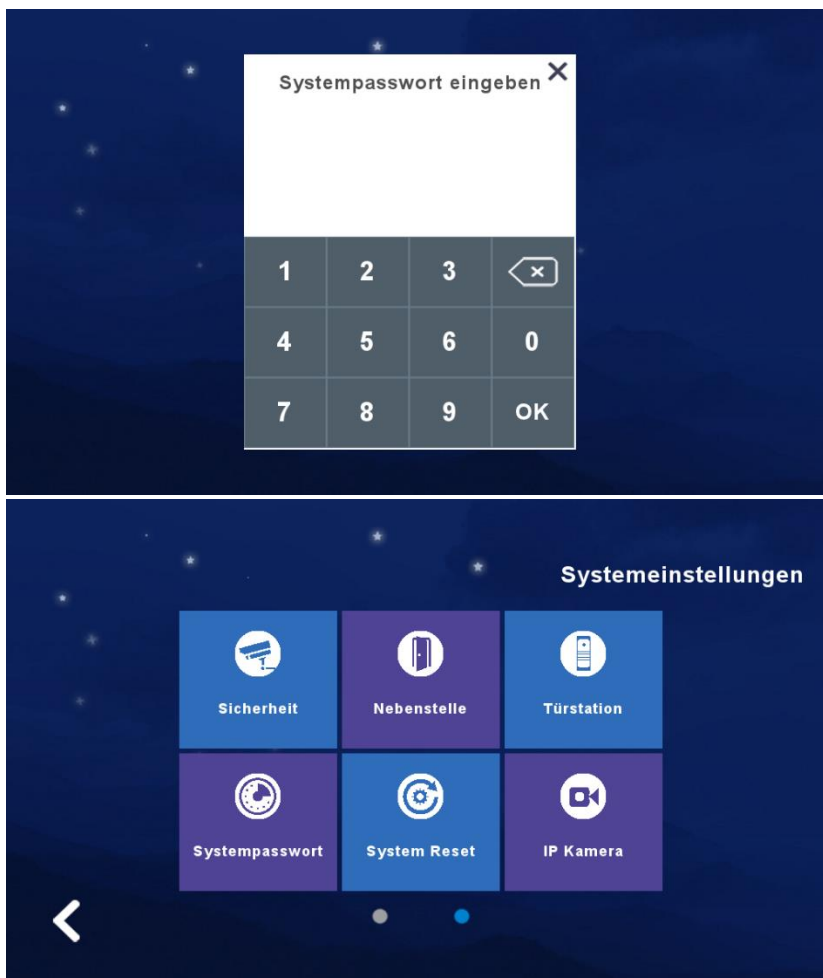 Systempasswort eingeben
1 2 3
4 5 6 0
7 8 9 OK
Systemeinstellungen
Sicherheit Nebenstelle Türstation
Systempasswort System Reset IP Kamera